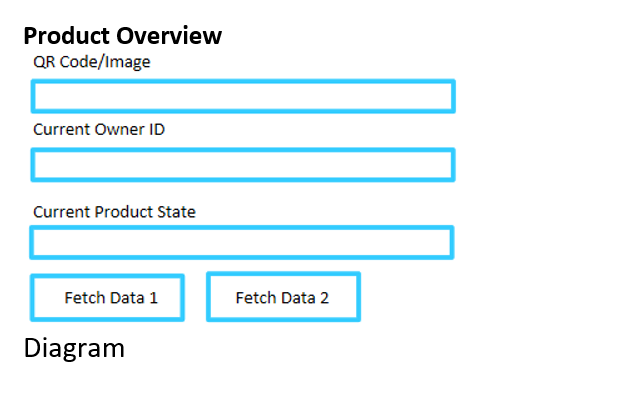 Product Overview
QR Code/Image
Current Owner ID
Current Product State
Fetch Data 1 Fetch Data 2
Diagram